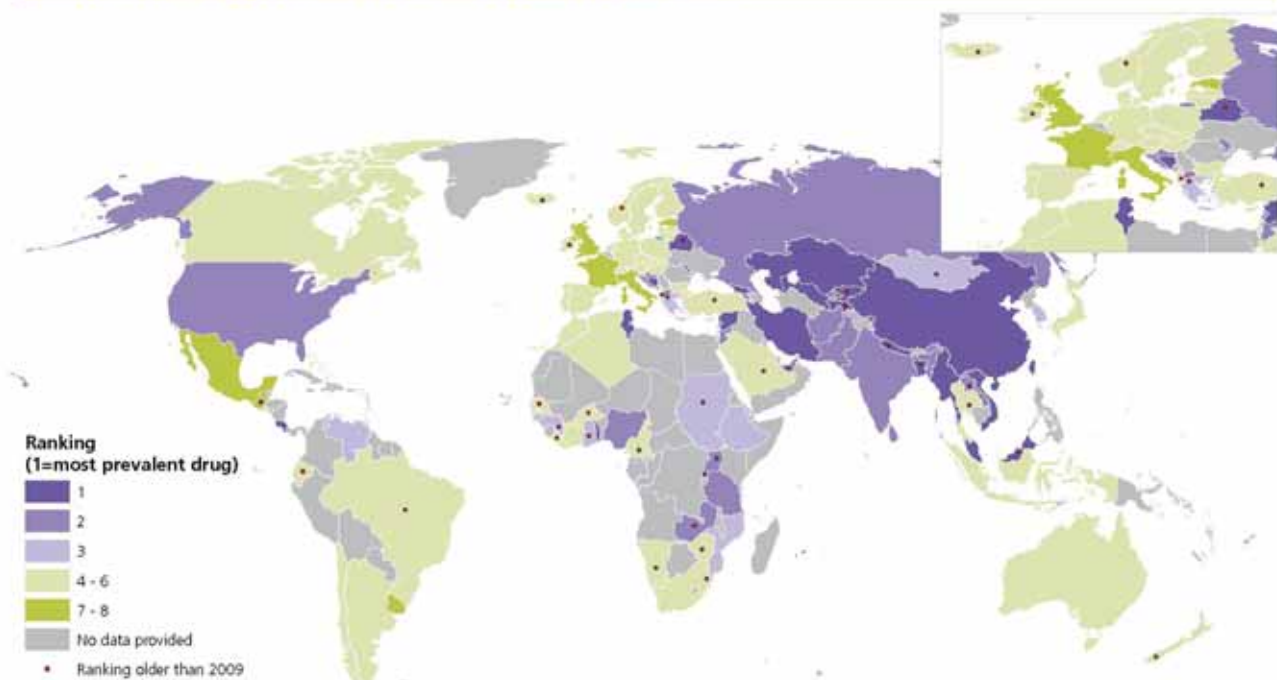 Ranking
(1=most prevalent drug)
1
2
3
4 - 6
7 - 8
No data provided
Ranking older than 2009